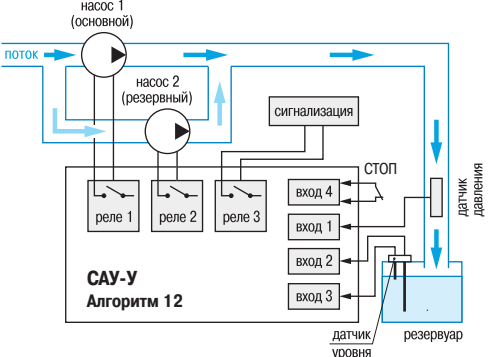 насос 1
(основной)
поток
насос 2
(резервный)
сигнализация
СТОП
реле 1
реле 2
реле 3
вход 4
вход 1
вход 2
вход 3
датчик
давления
САУ-У
Алгоритм 12
датчик
уровня
резервуар